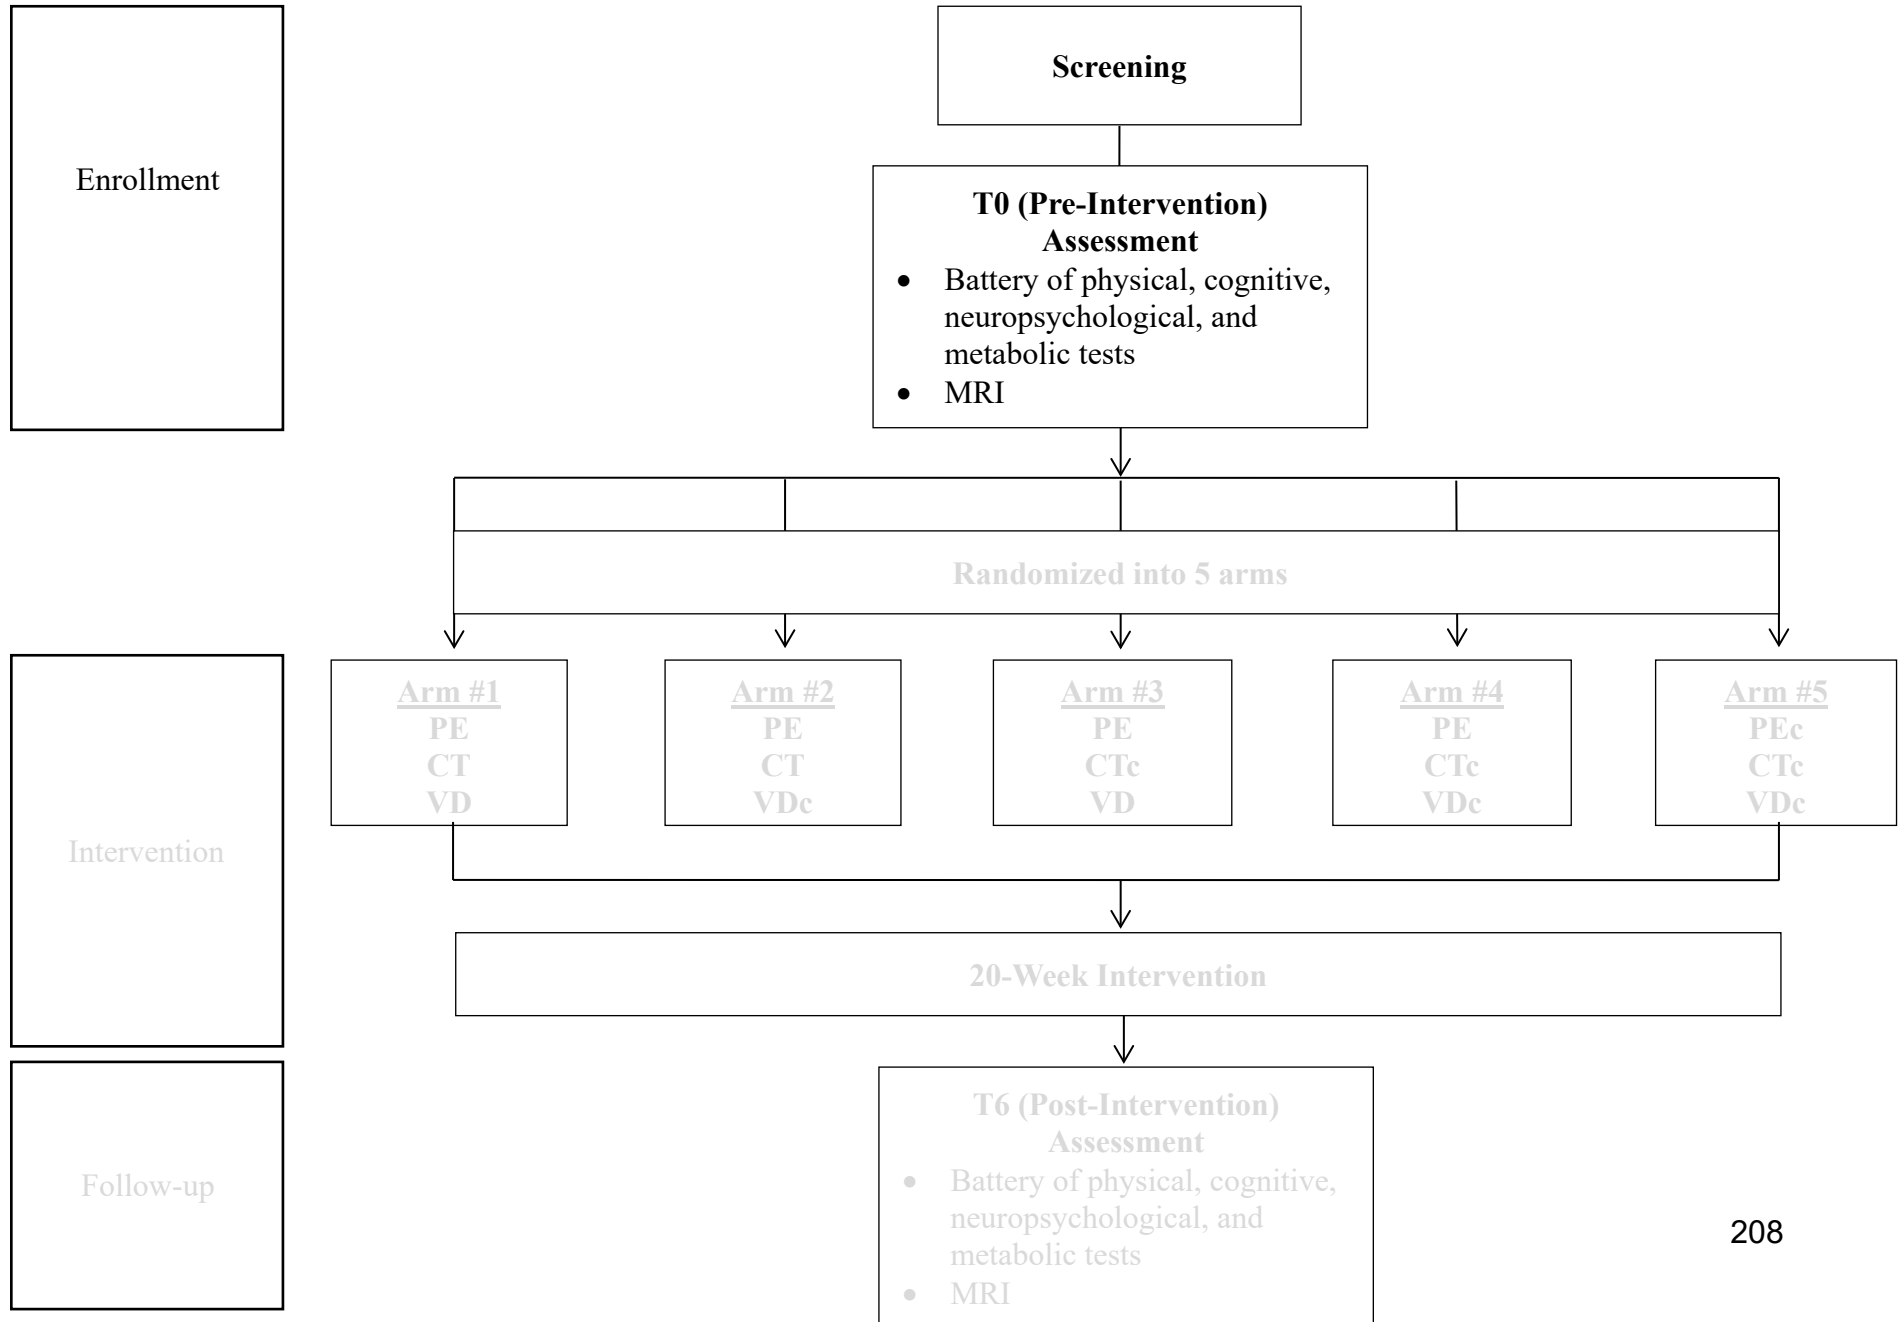 Screening
Enrollment
T0 (Pre-Intervention)
Assessment
• Battery of physical, cognitive,
neuropsychological, and
metabolic tests
• MRI
Randomized into 5 arms
Arm #1
PE
CT
VD
Arm #2
PE
CT
VDc
Arm #3
PE
CTc
VD
Arm #4
PE
CTc
VDc
Arm #5
PEc
CTc
VDc
Intervention
20-Week Intervention
Follow-up
T6 (Post-Intervention)
Assessment
• Battery of physical, cognitive,
neuropsychological, and
metabolic tests
• MRI
208